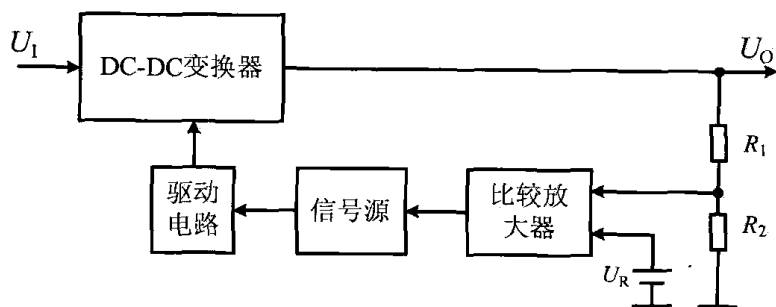 U_I
DC-DC变换器
U_O
R_1
驱动
电路
信号源
比较放
大器
R_2
U_R